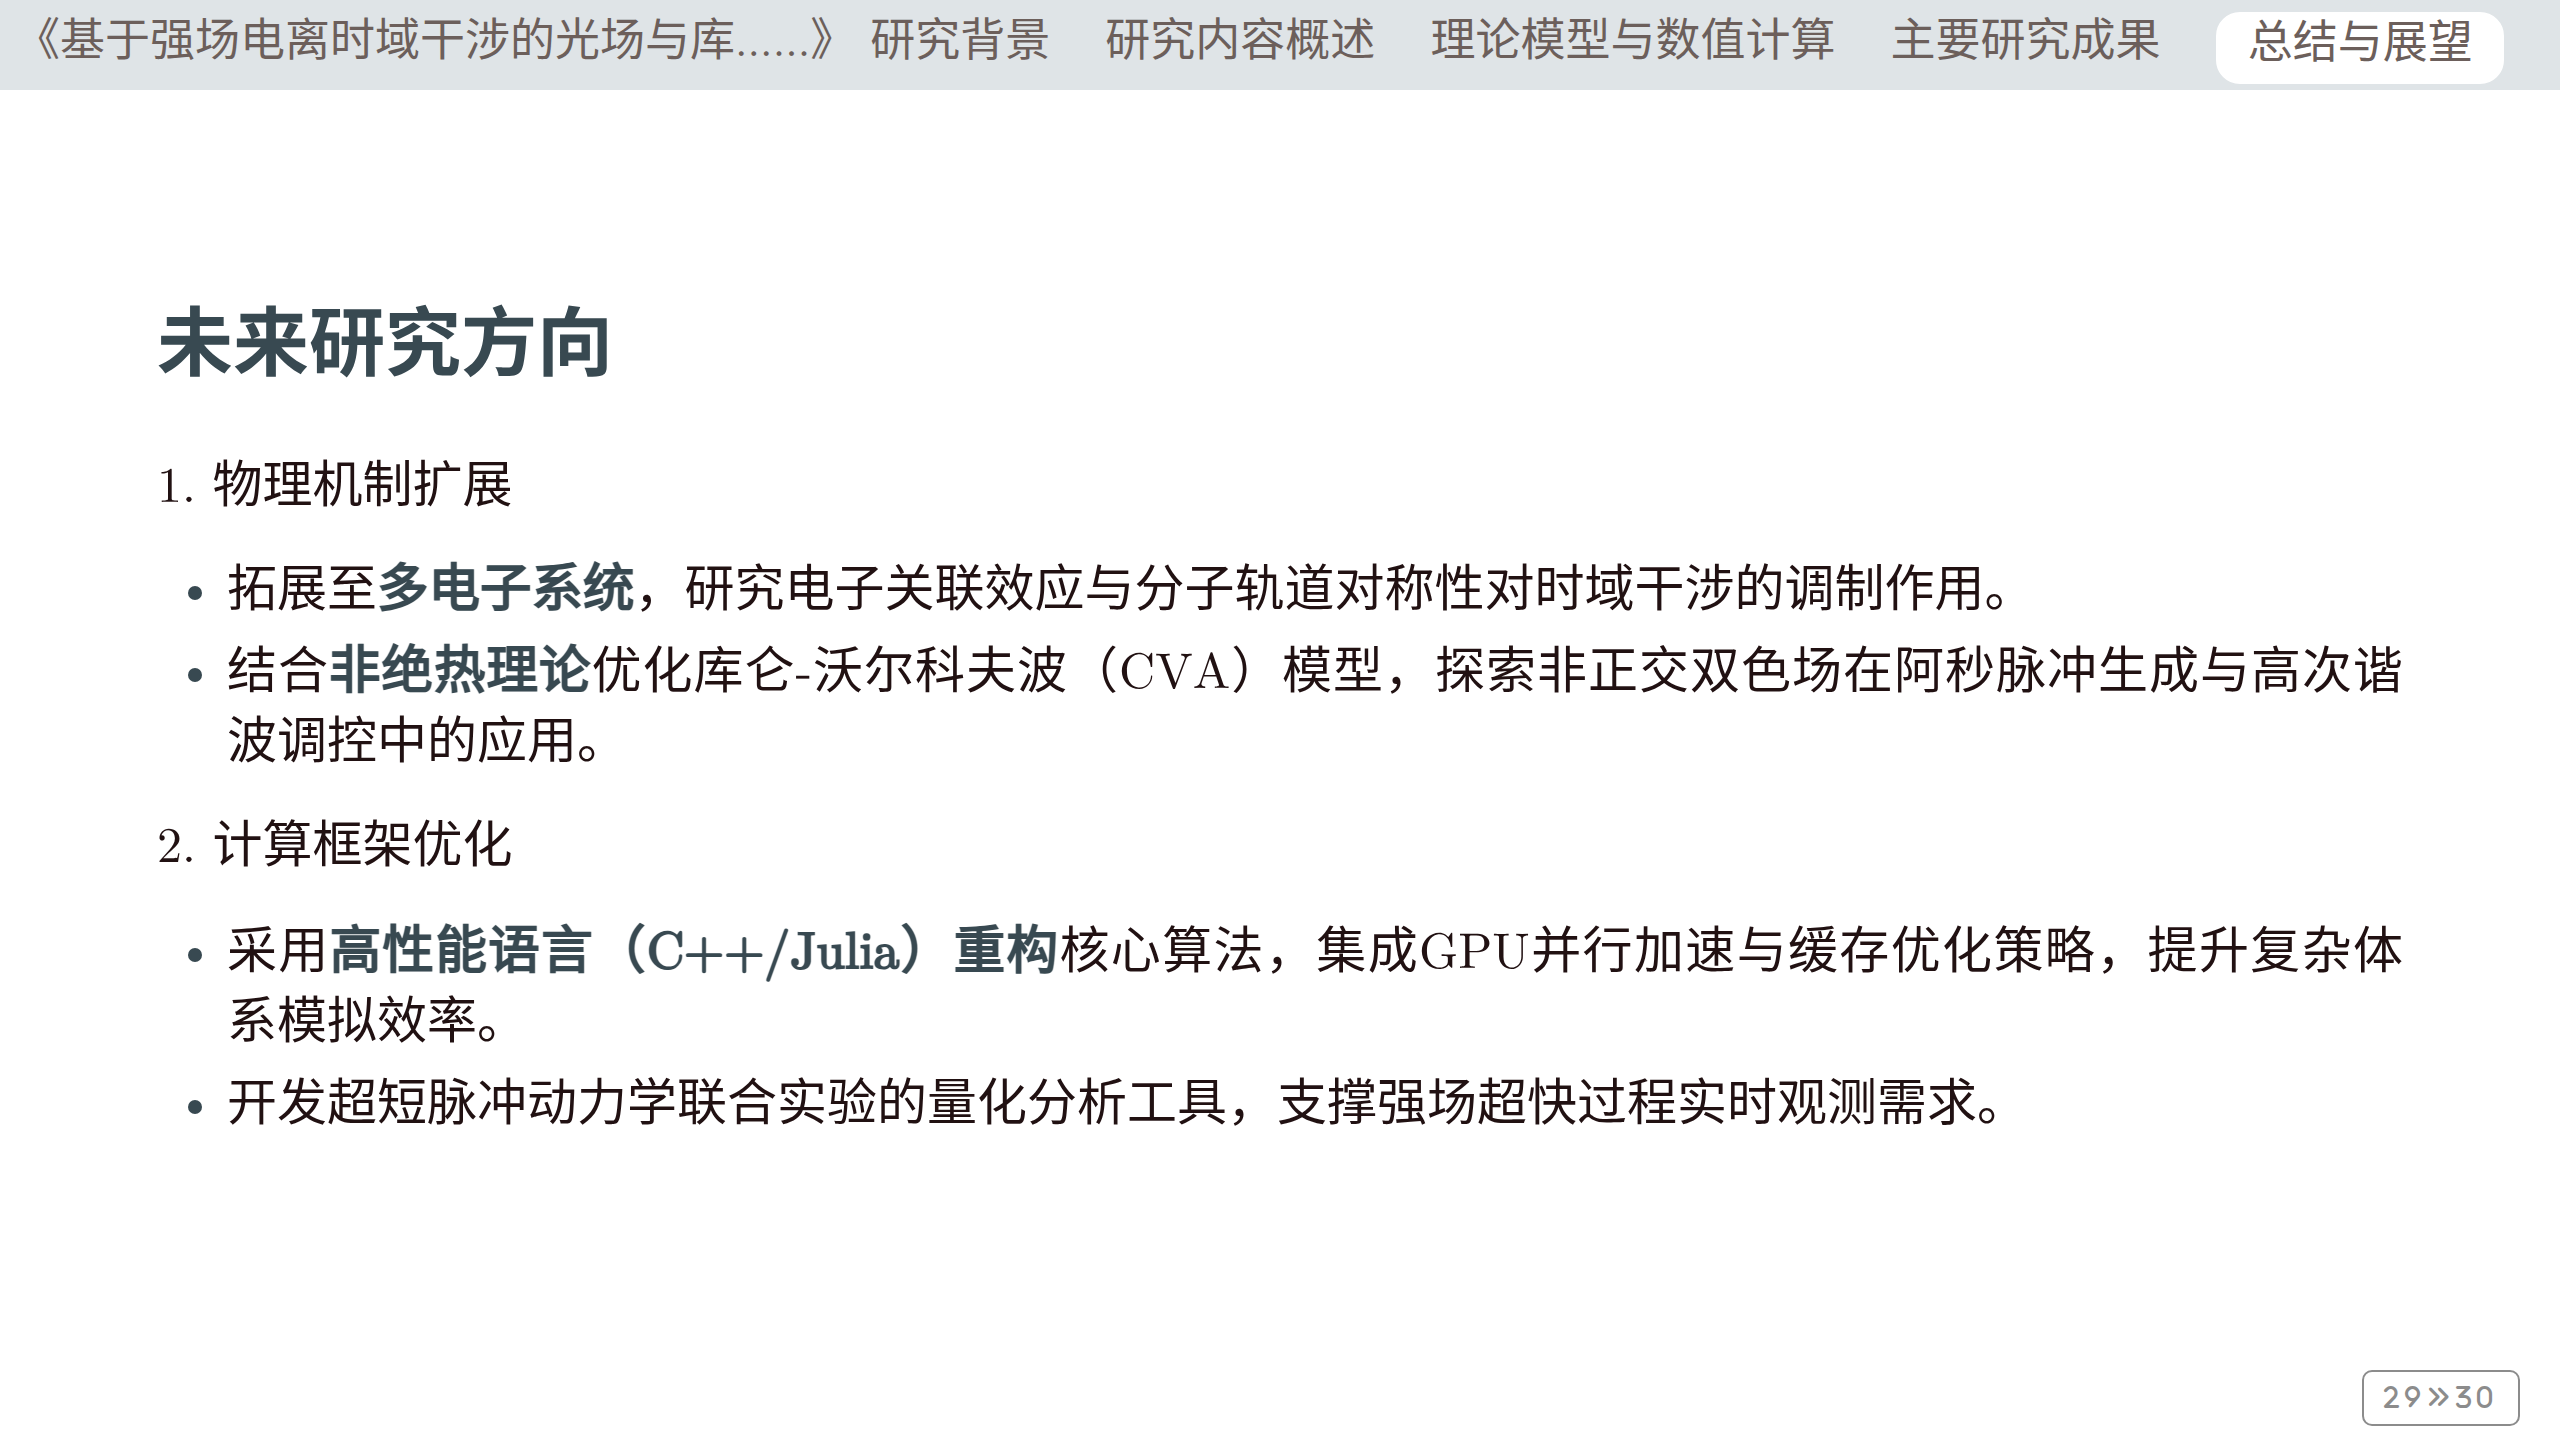 《基于强场电离时域干涉的光场与库......》 研究背景 研究内容概述 理论模型与数值计算 主要研究成果 总结与展望
未来研究方向
1. 物理机制扩展
• 拓展至多电子系统，研究电子关联效应与分子轨道对称性对时域干涉的调制作用。
• 结合非绝热理论优化库仑-沃尔科夫波（CVA）模型，探索非正交双色场在阿秒脉冲生成与高次谐
波调控中的应用。
2. 计算框架优化
• 采用高性能语言（C++/Julia）重构核心算法，集成GPU并行加速与缓存优化策略，提升复杂体
系模拟效率。
• 开发超短脉冲动力学联合实验的量化分析工具，支撑强场超快过程实时观测需求。
29»30